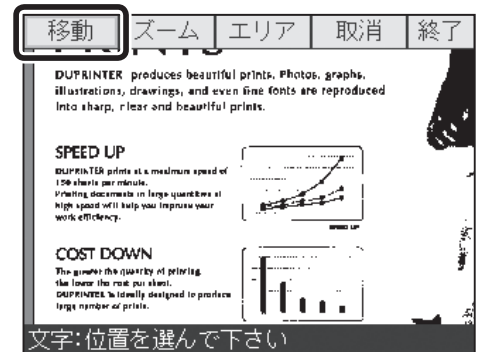 移動 ズーム エリア 取消 終了
PRINTS
DUPRINTER produces beautiful prints. Photos, graphs,
illustrations, drawings, and even fine fonts are reproduced
into sharp, clear and beautiful prints.
SPEED UP
DUPRINTER prints at a maximum speed of
130 sheets per minute.
Printing documents in large quantities at
high speed will help you improve your
work efficiency.
SPEED UP
COST DOWN
The greater the quantity of printing,
the lower the cost per sheet.
DUPRINTER is ideally designed to produce
large number of prints.
文字:位置を選んで下さい